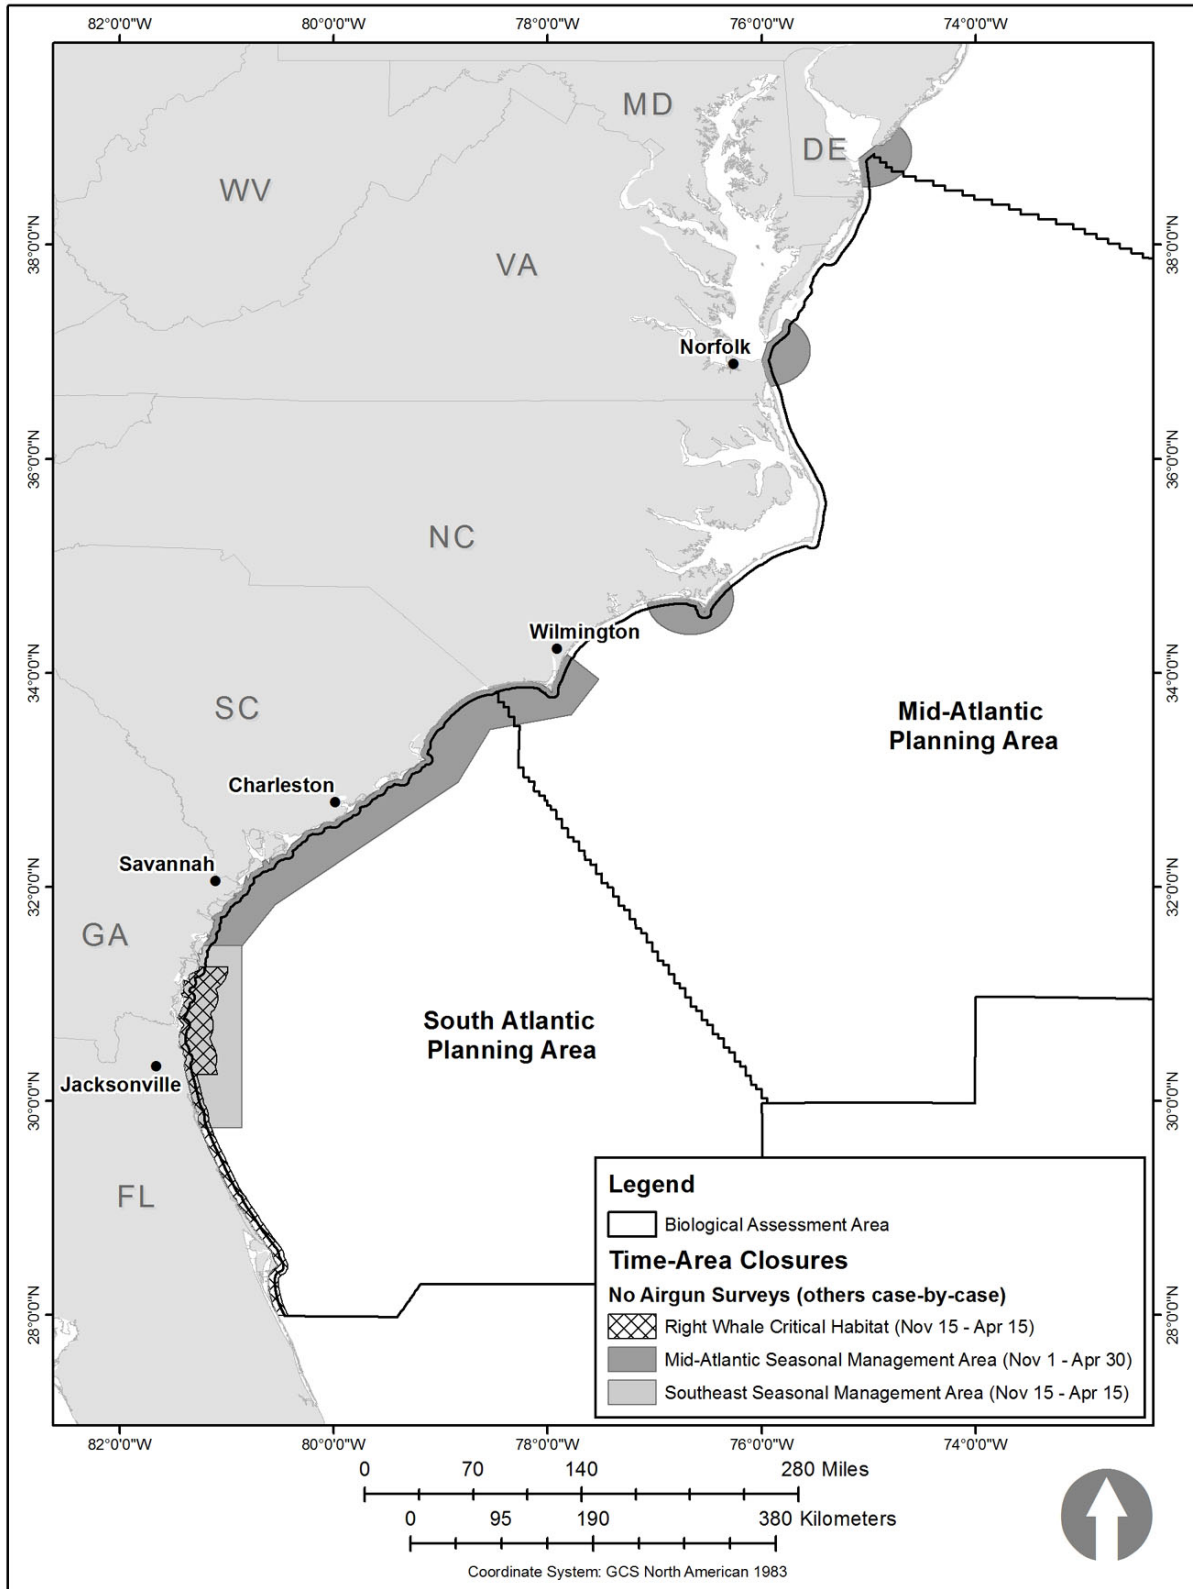 82°0'0"W 80°0'0"W 78°0'0"W 76°0'0"W 74°0'0"W
MD
DE
WV
38°0'0"N 38°0'0"N
VA
Norfolk
36°0'0"N 36°0'0"N
NC
Wilmington
34°0'0"N 34°0'0"N
SC
Mid-Atlantic
Planning Area
Charleston
Savannah
32°0'0"N 32°0'0"N
GA
South Atlantic
Planning Area
Jacksonville
30°0'0"N 30°0'0"N
FL
Legend
Biological Assessment Area
Time-Area Closures
No Airgun Surveys (others case-by-case)
28°0'0"N 28°0'0"N
Right Whale Critical Habitat (Nov 15 - Apr 15)
Mid-Atlantic Seasonal Management Area (Nov 1 - Apr 30)
Southeast Seasonal Management Area (Nov 15 - Apr 15)
82°0'0"W 80°0'0"W 78°0'0"W 76°0'0"W 74°0'0"W
0 70 140 280 Miles
0 95 190 380 Kilometers
Coordinate System: GCS North American 1983